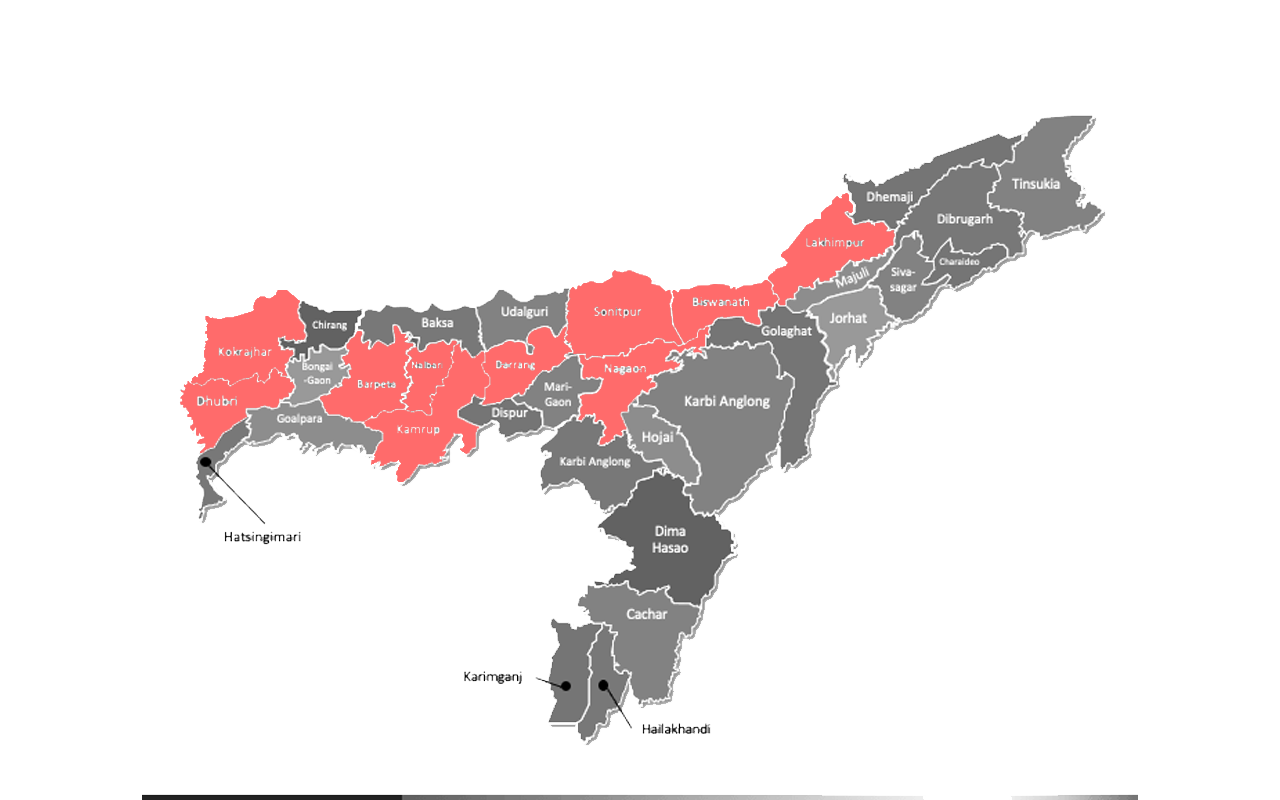 Tinsukia
Dhemaji
Dibrugarh
Lakhimpur
Charaideo
Siva-
sagar
Majuli
Biswanath
Sonitpur
Udalguri
Jorhat
Baksa
Chirang
Golaghat
Kokrajhar
Bongai
-Gaon
Nalbari
Darrang
Nagaon
Barpeta
Mari-
Gaon
Dhubri
Karbi Anglong
Goalpara
Dispur
Kamrup
Hojai
Karbi Anglong
Hatsingimari
Dima
Hasao
Cachar
Karimganj
Hailakhandi